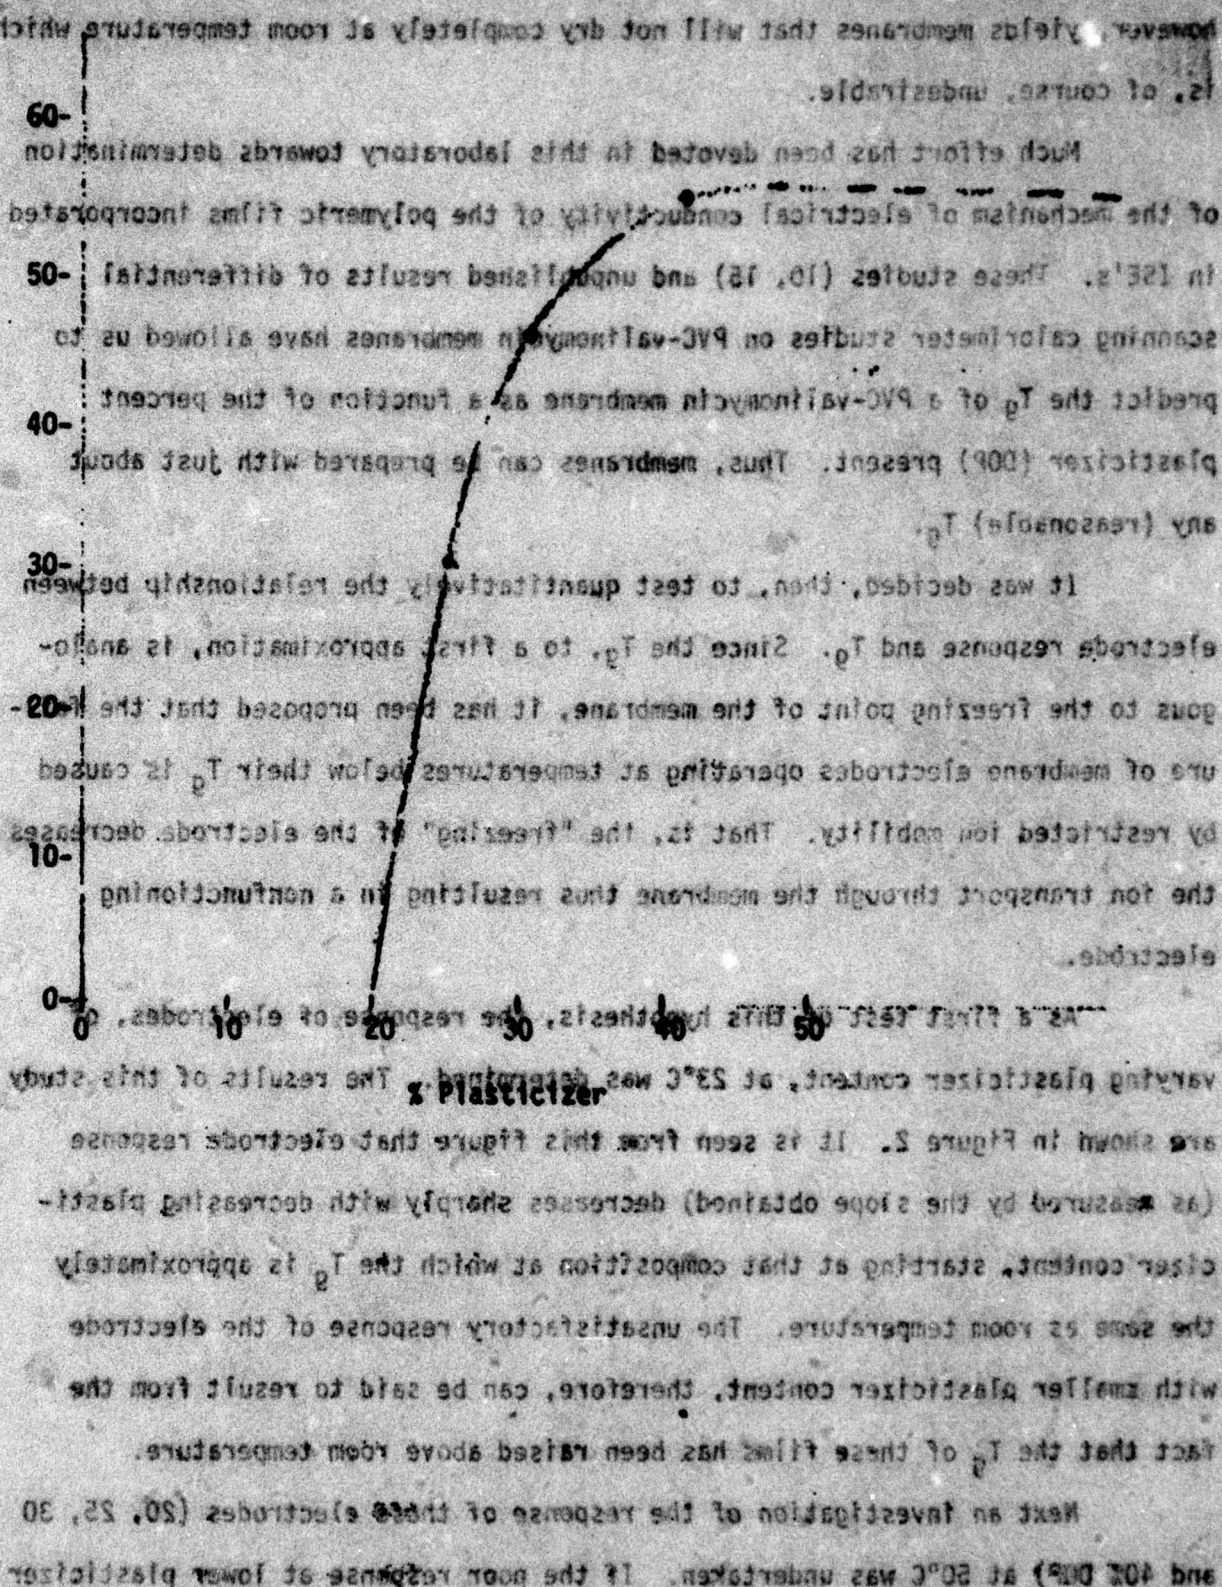 however, yields membranes that will not dry completely at room temperature which
is, of course, undesirable.
60-
Much effort has been devoted in this laboratory towards determination
of the mechanism of electrical conductivity of the polymeric films incorporated
50-
in ISE's. These studies (10, 15) and unpublished results of differential
scanning calorimeter studies on PVC-valinomycin membranes have allowed us to
predict the Tg of a PVC-valinomycin membrane as a function of the percent
40-
plasticizer (DOP) present. Thus, membranes can be prepared with just about
any (reasonable) Tg.
30-
It was decided, then, to test quantitatively the relationship between
electrode response and Tg. Since the Tg, to a first approximation, is analo-
20-
gous to the freezing point of the membrane, it has been proposed that the fail-
ure of membrane electrodes operating at temperatures below their Tg is caused
by restricted ion mobility. That is, the "freezing" of the electrode decreases
10-
the ion transport through the membrane thus resulting in a nonfunctioning
electrode.
0-
As a first test of this hypothesis, the response of electrodes, of
0 10 20 30 40 50
varying plasticizer content, at 23°C was determined. The results of this study
% Plasticizer
are shown in Figure 2. It is seen from this figure that electrode response
(as measured by the slope obtained) decreases sharply with decreasing plasti-
cizer content, starting at that composition at which the Tg is approximately
the same as room temperature. The unsatisfactory response of the electrode
with smaller plasticizer content, therefore, can be said to result from the
fact that the Tg of these films has been raised above room temperature.
Next an investigation of the response of these electrodes (20, 25, 30
and 40% DOP) at 50°C was undertaken. If the poor response at lower plasticizer